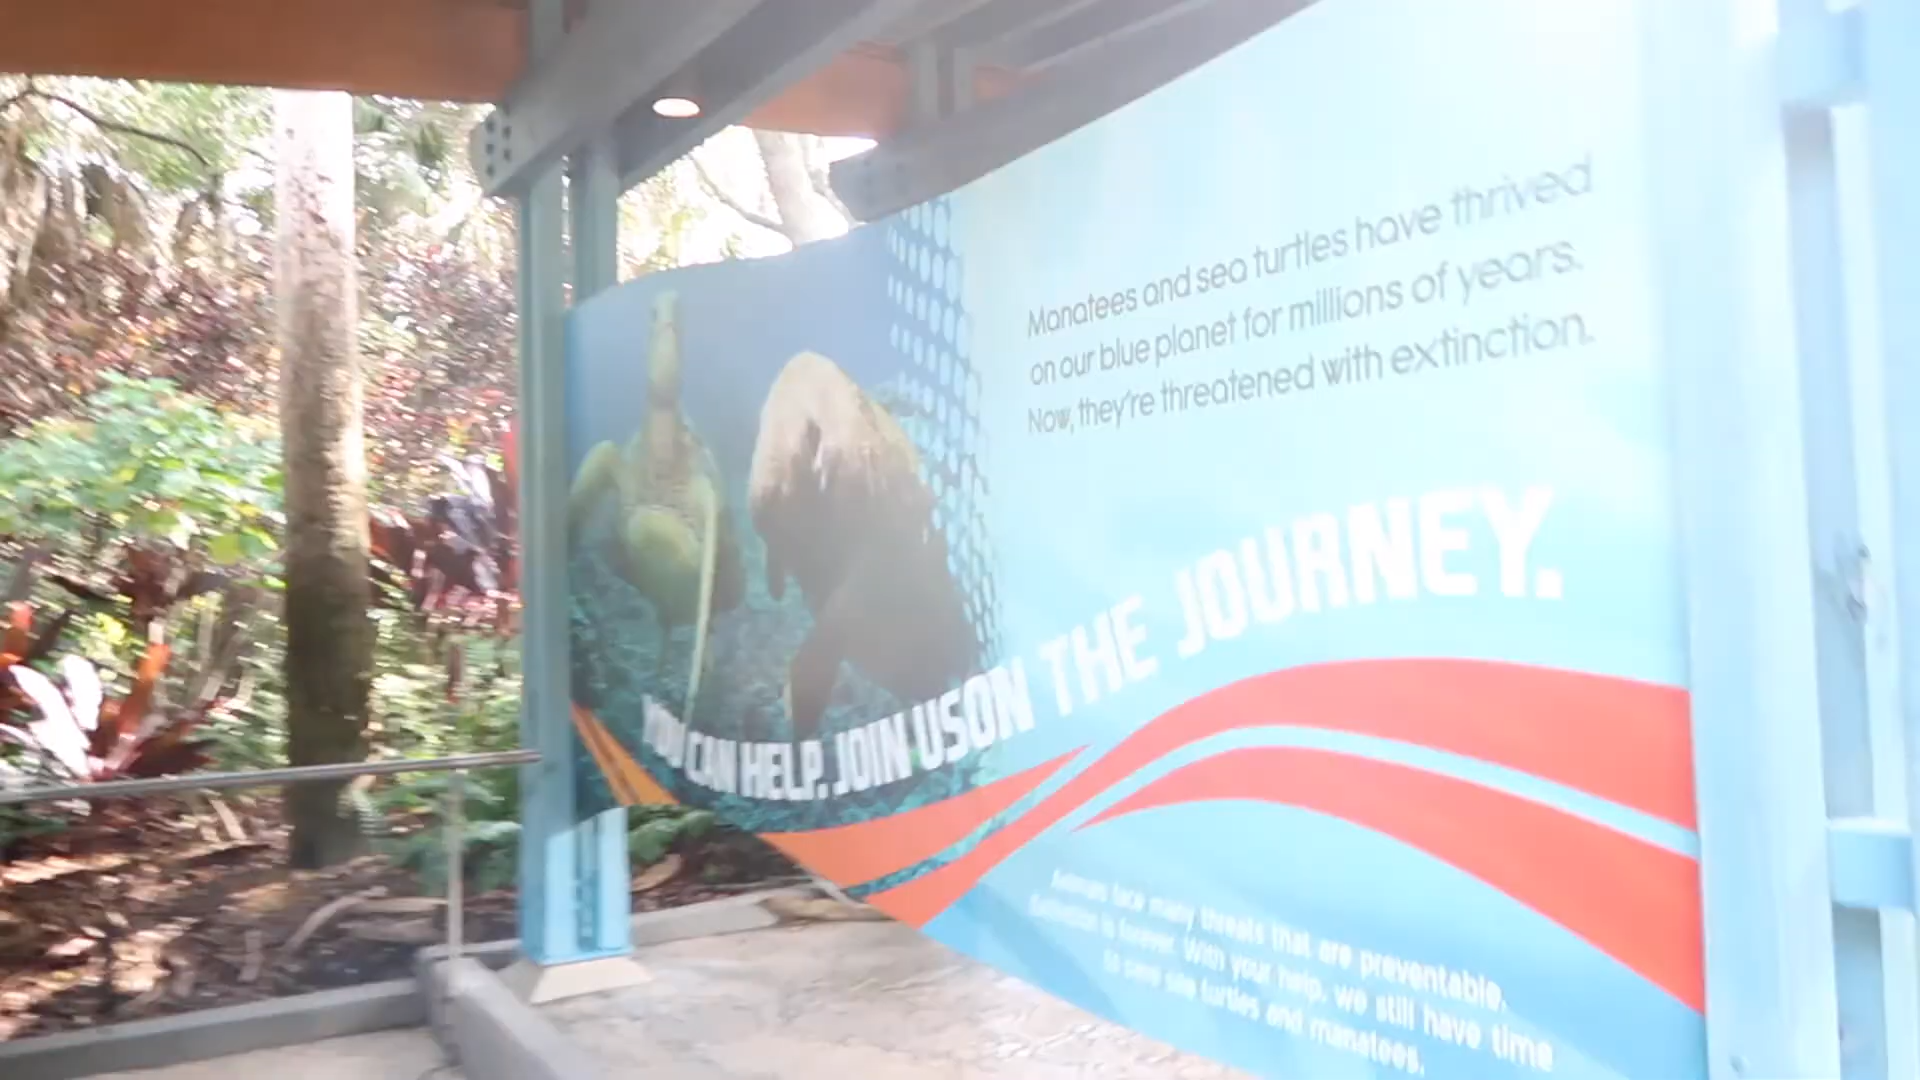 Manatees and sea turtles have thrived
on our blue planet for millions of years.
Now, they're threatened with extinction.
YOU CAN HELP. JOIN US ON THE JOURNEY.
Animals face many threats that are preventable.
Extinction is forever. With your help, we still have time
to save sea turtles and manatees.